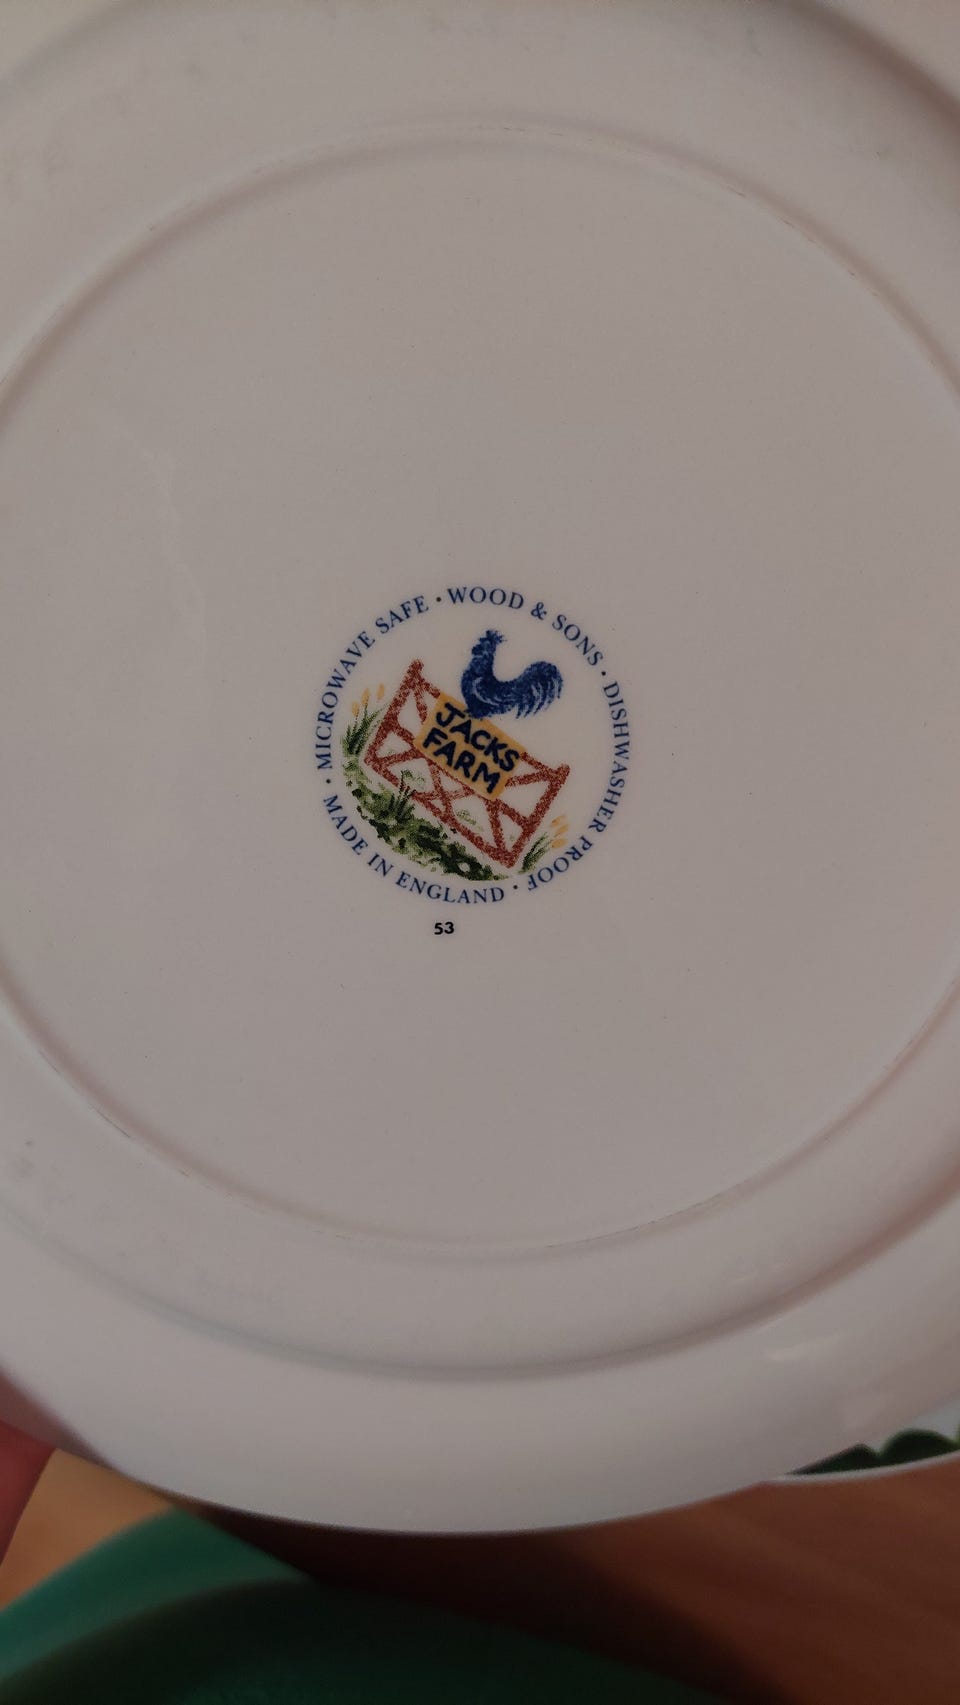 MICROWAVE SAFE · WOOD & SONS · DISHWASHER PROOF · MADE IN ENGLAND ·
JACKS
FARM
53